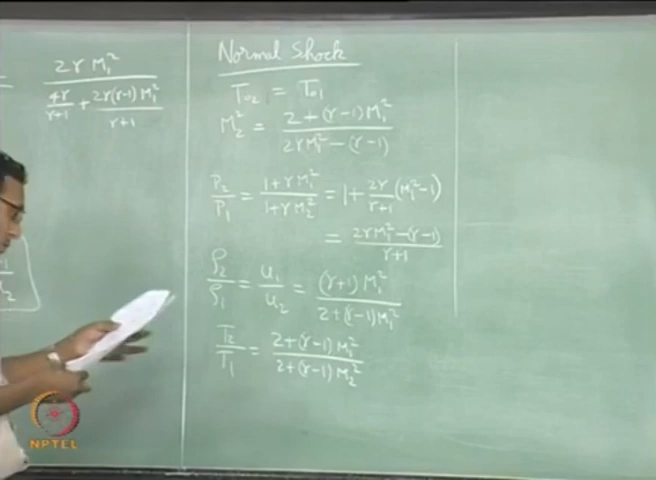 2γM₁²
4γ/γ+1 + 2γ(γ-1)M₁²/γ+1
Normal Shock
T₀₂ = T₀₁
M₂² = 2+(γ-1)M₁² / 2γM₁²-(γ-1)
P₂/P₁ = 1+γM₁²/1+γM₂² = 1+ 2γ/γ+1 (M₁²-1)
= 2γM₁²-(γ-1) / γ+1
ρ₂/ρ₁ = u₁/u₂ = (γ+1)M₁² / 2+(γ-1)M₁²
T₂/T₁ = 2+(γ-1)M₁² / 2+(γ-1)M₂²
NPTEL